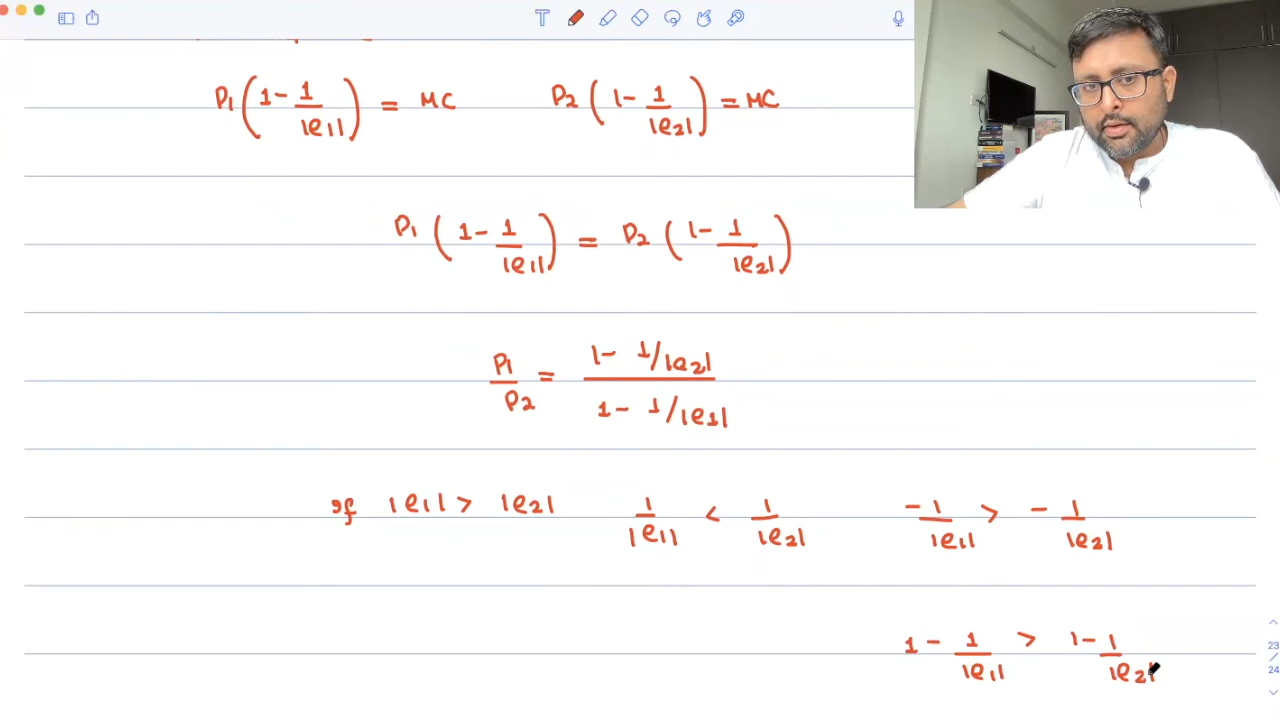 P1 (1 - 1/|e1|) = MC P2 (1 - 1/|e2|) = MC
P1 (1 - 1/|e1|) = P2 (1 - 1/|e2|)
P1/P2 = (1 - 1/|e2|)/(1 - 1/|e1|)
If |e1| > |e2| 1/|e1| < 1/|e2| -1/|e1| > -1/|e2|
1 - 1/|e1| > 1 - 1/|e2|
23
/
24